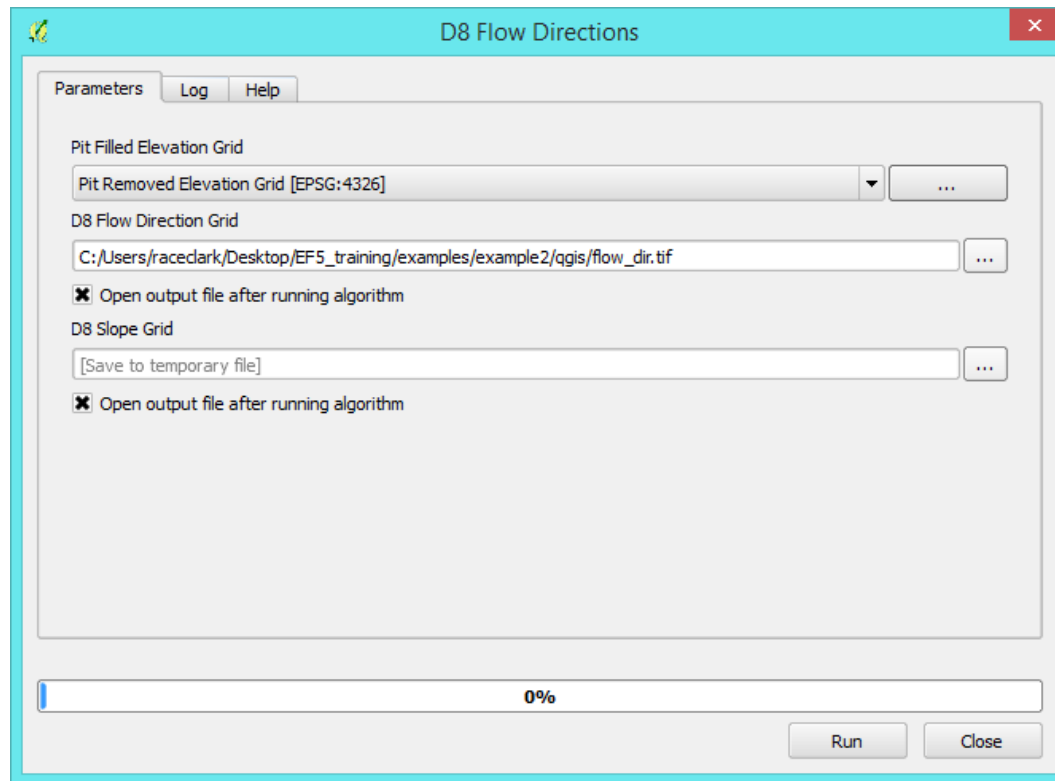 D8 Flow Directions
Parameters Log Help
Pit Filled Elevation Grid
Pit Removed Elevation Grid [EPSG:4326] ...
D8 Flow Direction Grid
C:/Users/raceclark/Desktop/EF5_training/examples/example2/qgis/flow_dir.tif ...
Open output file after running algorithm
D8 Slope Grid
[Save to temporary file] ...
Open output file after running algorithm
0%
Run Close